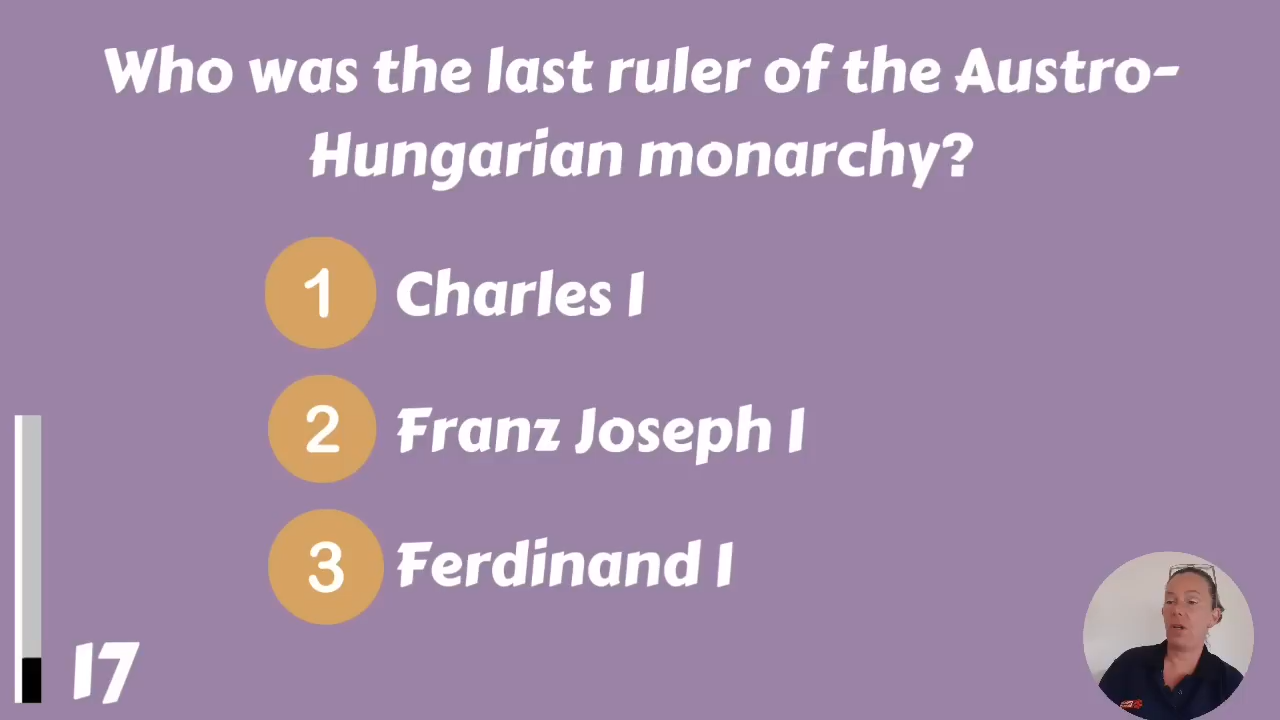 Who was the last ruler of the Austro-
Hungarian monarchy?
1 Charles I
2 Franz Joseph I
3 Ferdinand I
17